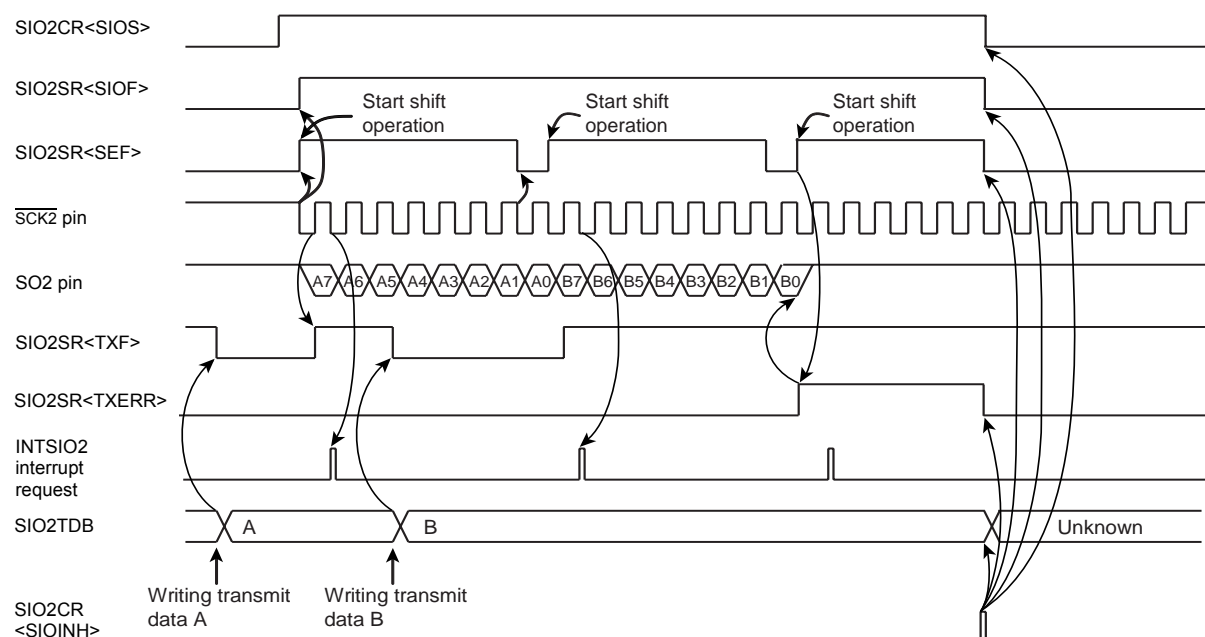 SIO2CR<SIOS>
SIO2SR<SIOF>
Start shift
operation
Start shift
operation
Start shift
operation
SIO2SR<SEF>
SCK2 pin
SO2 pin
A7 A6 A5 A4 A3 A2 A1 A0 B7 B6 B5 B4 B3 B2 B1 B0
SIO2SR<TXF>
SIO2SR<TXERR>
INTSIO2
interrupt
request
SIO2TDB
A
B
Unknown
Writing transmit
data A
Writing transmit
data B
SIO2CR
<SIOINH>